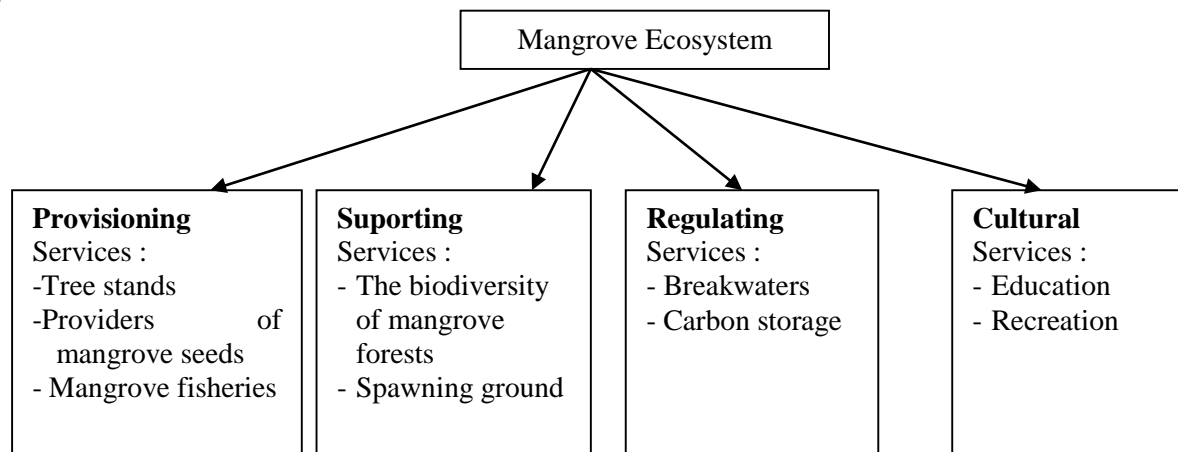 Mangrove Ecosystem
Provisioning
Services :
-Tree stands
-Providers of
mangrove seeds
- Mangrove fisheries
Suporting
Services :
- The biodiversity
of mangrove
forests
- Spawning ground
Regulating
Services :
- Breakwaters
- Carbon storage
Cultural
Services :
- Education
- Recreation